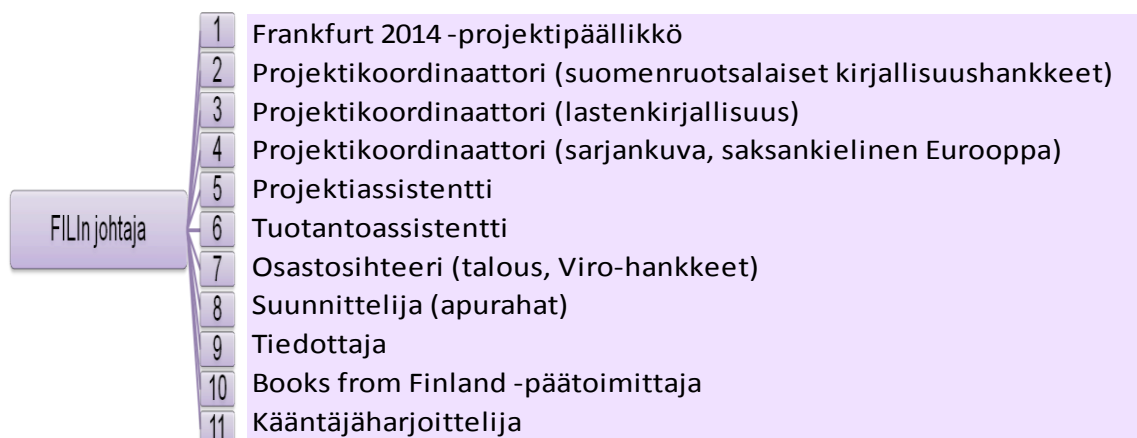 FILIn johtaja
1 Frankfurt 2014 -projektipäällikkö
2 Projektikoordinaattori (suomenruotsalaiset kirjallisuushankkeet)
3 Projektikoordinaattori (lastenkirjallisuus)
4 Projektikoordinaattori (sarjankuva, saksankielinen Eurooppa)
5 Projektiassistentti
6 Tuotantoassistentti
7 Osastosihteeri (talous, Viro-hankkeet)
8 Suunnittelija (apurahat)
9 Tiedottaja
10 Books from Finland -päätoimittaja
11 Kääntäjäharjoittelija